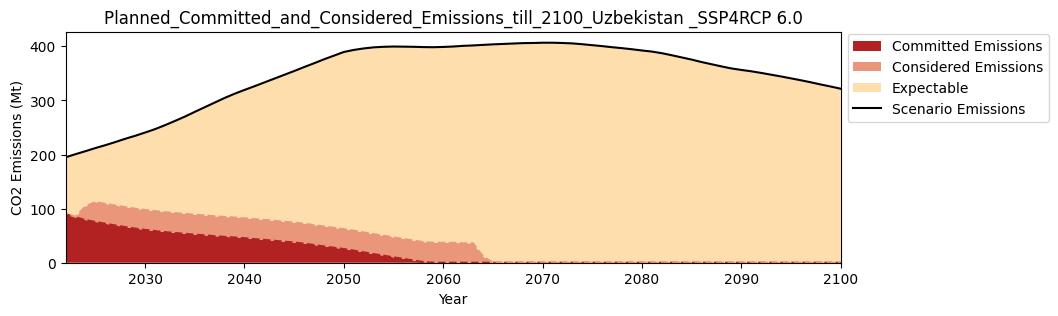 Planned_Committed_and_Considered_Emissions_till_2100_Uzbekistan _SSP4RCP 6.0
Committed Emissions
Considered Emissions
Expectable
Scenario Emissions
CO2 Emissions (Mt)
400
300
200
100
0
2030 2040 2050 2060 2070 2080 2090 2100
Year